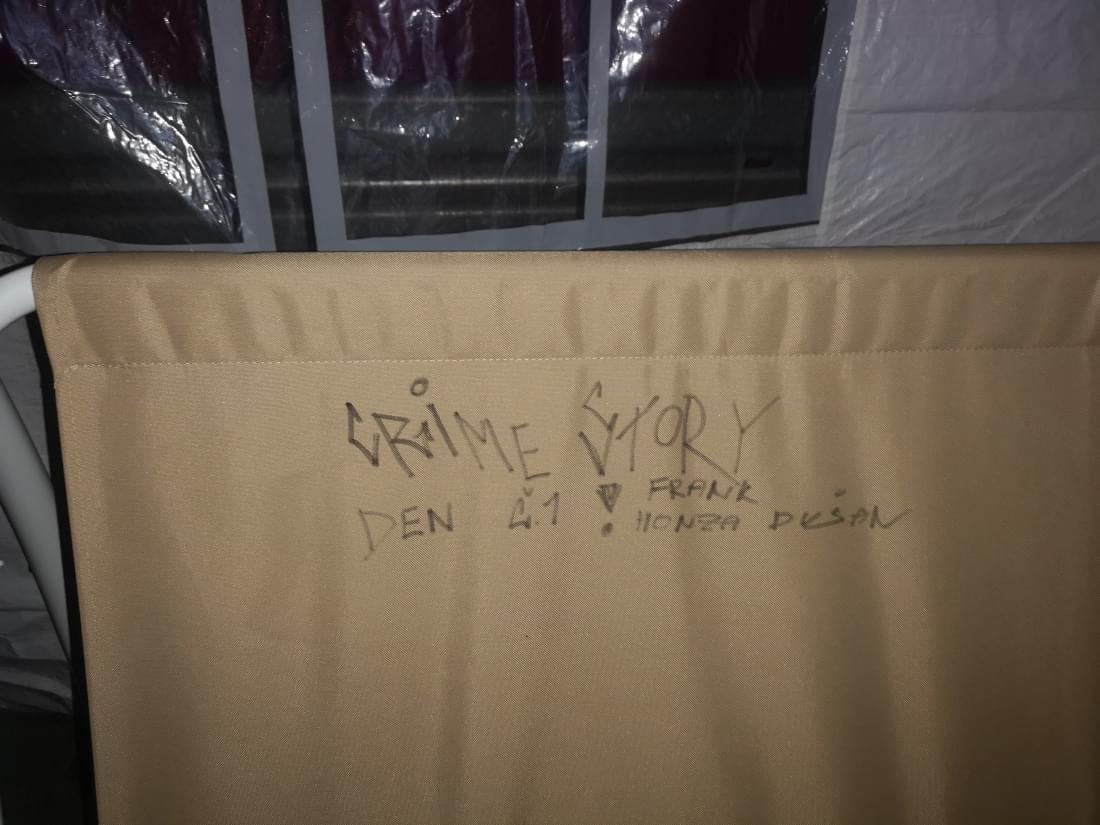 CRIME STORY
DEN Č.1 ! FRANK
HONZA DUŠAN